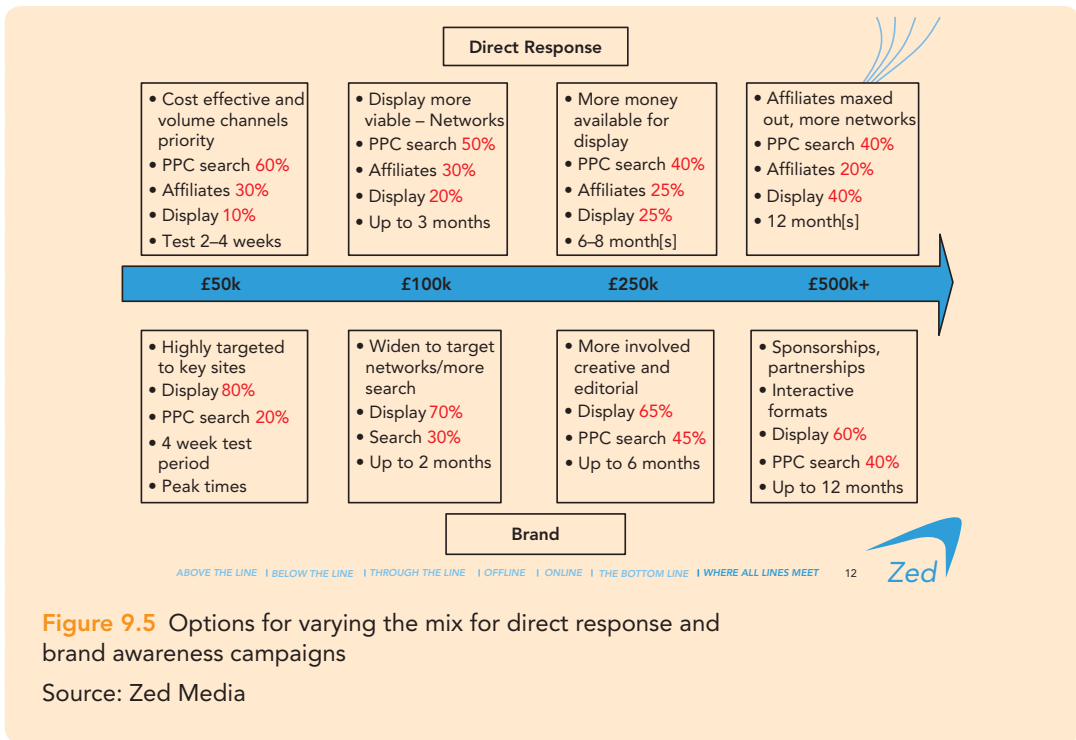 Direct Response
• Cost effective and
volume channels
priority
• PPC search 60%
• Affiliates 30%
• Display 10%
• Test 2–4 weeks
• Display more
viable – Networks
• PPC search 50%
• Affiliates 30%
• Display 20%
• Up to 3 months
• More money
available for
display
• PPC search 40%
• Affiliates 25%
• Display 25%
• 6–8 month[s]
• Affiliates maxed
out, more networks
• PPC search 40%
• Affiliates 20%
• Display 40%
• 12 month[s]
£50k
£100k
£250k
£500k+
• Highly targeted
to key sites
• Display 80%
• PPC search 20%
• 4 week test
period
• Peak times
• Widen to target
networks/more
search
• Display 70%
• Search 30%
• Up to 2 months
• More involved
creative and
editorial
• Display 65%
• PPC search 45%
• Up to 6 months
• Sponsorships,
partnerships
• Interactive
formats
• Display 60%
• PPC search 40%
• Up to 12 months
Brand
ABOVE THE LINE I BELOW THE LINE I THROUGH THE LINE I OFFLINE I ONLINE I THE BOTTOM LINE I WHERE ALL LINES MEET 12
Zed
Figure 9.5 Options for varying the mix for direct response and
brand awareness campaigns
Source: Zed Media